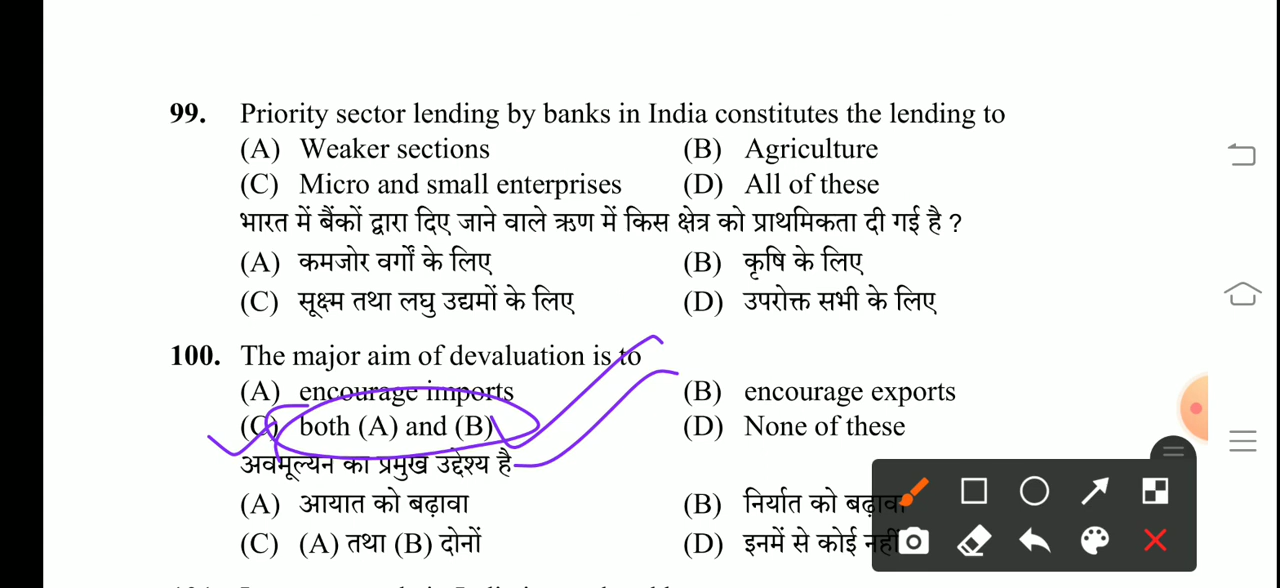 99. Priority sector lending by banks in India constitutes the lending to
(A) Weaker sections (B) Agriculture
(C) Micro and small enterprises (D) All of these
भारत में बैंकों द्वारा दिए जाने वाले ऋण में किस क्षेत्र को प्राथमिकता दी गई है ?
(A) कमजोर वर्गों के लिए (B) कृषि के लिए
(C) सूक्ष्म तथा लघु उद्यमों के लिए (D) उपरोक्त सभी के लिए
100. The major aim of devaluation is to
(A) encourage imports (B) encourage exports
(C) both (A) and (B) (D) None of these
अवमूल्यन का प्रमुख उद्देश्य है
(A) आयात को बढ़ावा (B) निर्यात को बढ़ावा
(C) (A) तथा (B) दोनों (D) इनमें से कोई नहीं